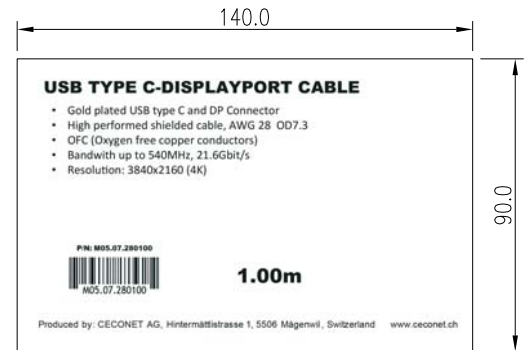 140.0
USB TYPE C-DISPLAYPORT CABLE
• Gold plated USB type C and DP Connector
• High performed shielded cable, AWG 28 OD7.3
• OFC (Oxygen free copper conductors)
• Bandwith up to 540MHz, 21.6Gbit/s
• Resolution: 3840x2160 (4K)
90.0
P/N: M05.07.280100
M05.07.280100
1.00m
Produced by: CECONET AG, Hintermättistrasse 1, 5506 Mägenwil, Switzerland www.ceconet.ch